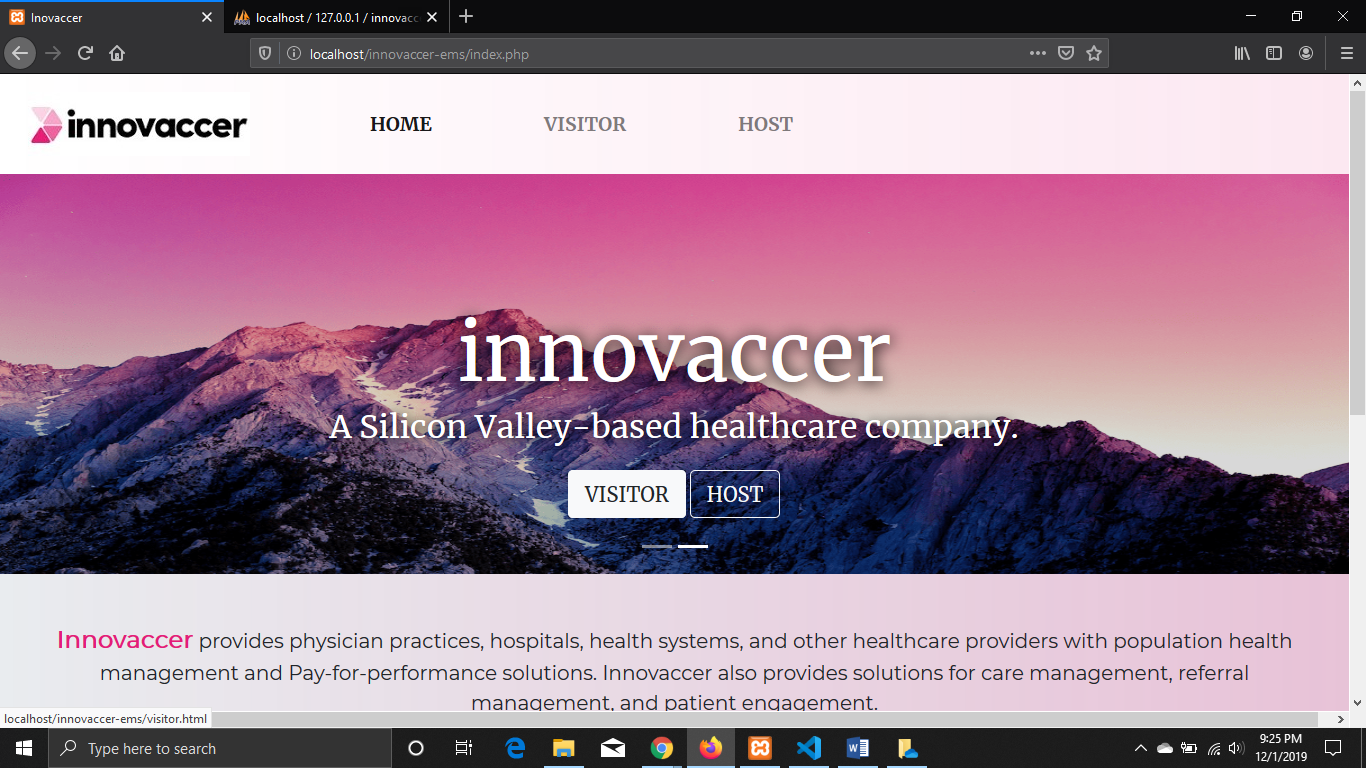 Inovaccer
localhost / 127.0.0.1 / innovacc
localhost/innovaccer-ems/index.php
innovaccer
HOME VISITOR HOST
innovaccer
A Silicon Valley-based healthcare company.
VISITOR HOST
Innovaccer provides physician practices, hospitals, health systems, and other healthcare providers with population health
management and Pay-for-performance solutions. Innovaccer also provides solutions for care management, referral
management, and patient engagement.
localhost/innovaccer-ems/visitor.html
Type here to search
9:25 PM
12/1/2019